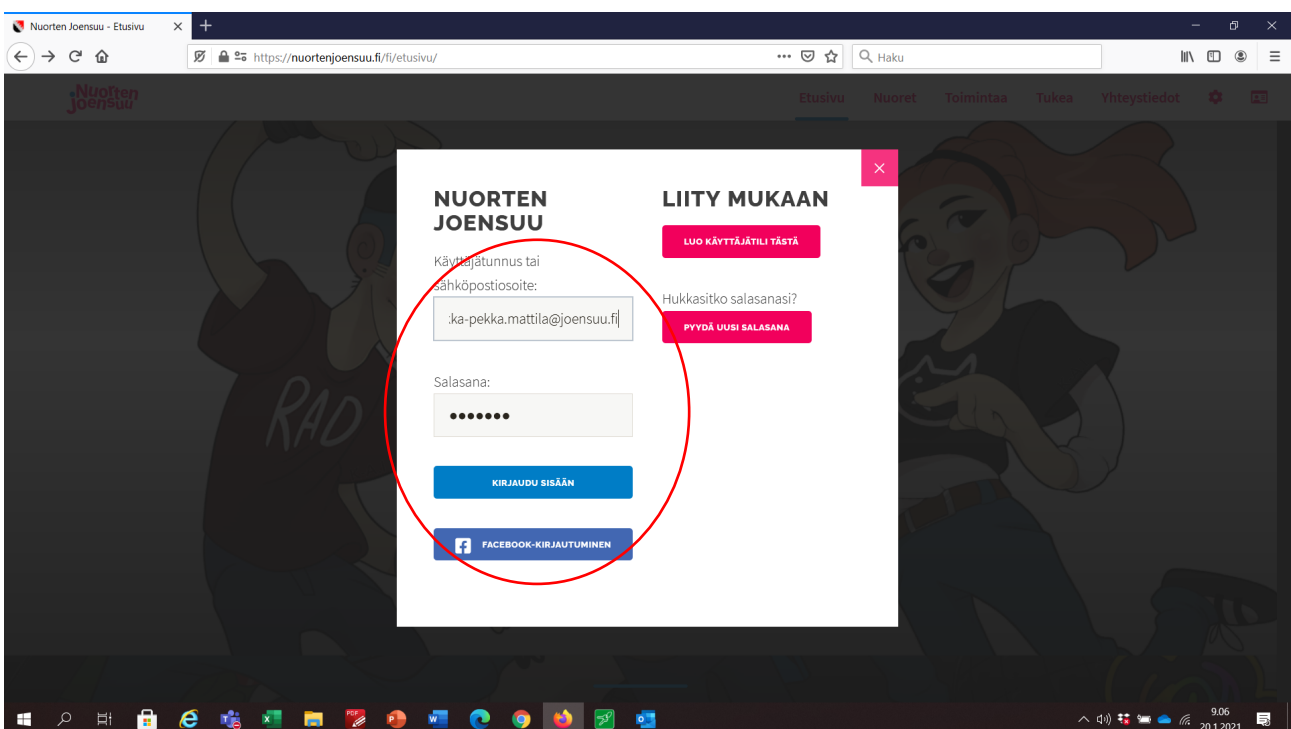 Nuorten Joensuu - Etusivu
https://nuortenjoensuu.fi/fi/etusivu/
Haku
Nuorten
joensuu
Etusivu Nuoret Toimintaa Tukea Yhteystiedot
NUORTEN
JOENSUU
Käyttäjätunnus tai
sähköpostiosoite:
ka-pekka.mattila@joensuu.fi
Salasana:
•••••••
KIRJAUDU SISÄÄN
FACEBOOK-KIRJAUTUMINEN
LIITY MUKAAN
LUO KÄYTTÄJÄTILI TÄSTÄ
Hukkasitko salasanasi?
PYYDÄ UUSI SALASANA
RAD
9.06
20.1.2021